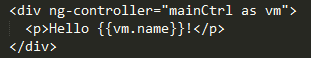 <div ng-controller="mainCtrl as vm">
  <p>Hello {{vm.name}}!</p>
</div>